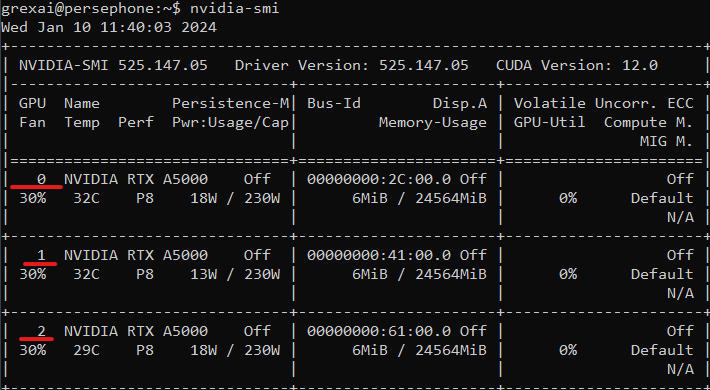 grexai@persephone:~$ nvidia-smi
Wed Jan 10 11:40:03 2024
+-----------------------------------------------------------------------------+
| NVIDIA-SMI 525.147.05   Driver Version: 525.147.05   CUDA Version: 12.0     |
|-------------------------------+----------------------+----------------------+
| GPU  Name        Persistence-M| Bus-Id        Disp.A | Volatile Uncorr. ECC |
| Fan  Temp  Perf  Pwr:Usage/Cap|         Memory-Usage | GPU-Util  Compute M. |
|                               |                      |               MIG M. |
|===============================+======================+======================|
|   0  NVIDIA RTX A5000    Off  | 00000000:2C:00.0 Off |                  Off |
| 30%   32C    P8    18W / 230W |      6MiB / 24564MiB |      0%      Default |
|                               |                      |                  N/A |
+-------------------------------+----------------------+----------------------+
|   1  NVIDIA RTX A5000    Off  | 00000000:41:00.0 Off |                  Off |
| 30%   32C    P8    13W / 230W |      6MiB / 24564MiB |      0%      Default |
|                               |                      |                  N/A |
+-------------------------------+----------------------+----------------------+
|   2  NVIDIA RTX A5000    Off  | 00000000:61:00.0 Off |                  Off |
| 30%   29C    P8    18W / 230W |      6MiB / 24564MiB |      0%      Default |
|                               |                      |                  N/A |
+-------------------------------+----------------------+----------------------+